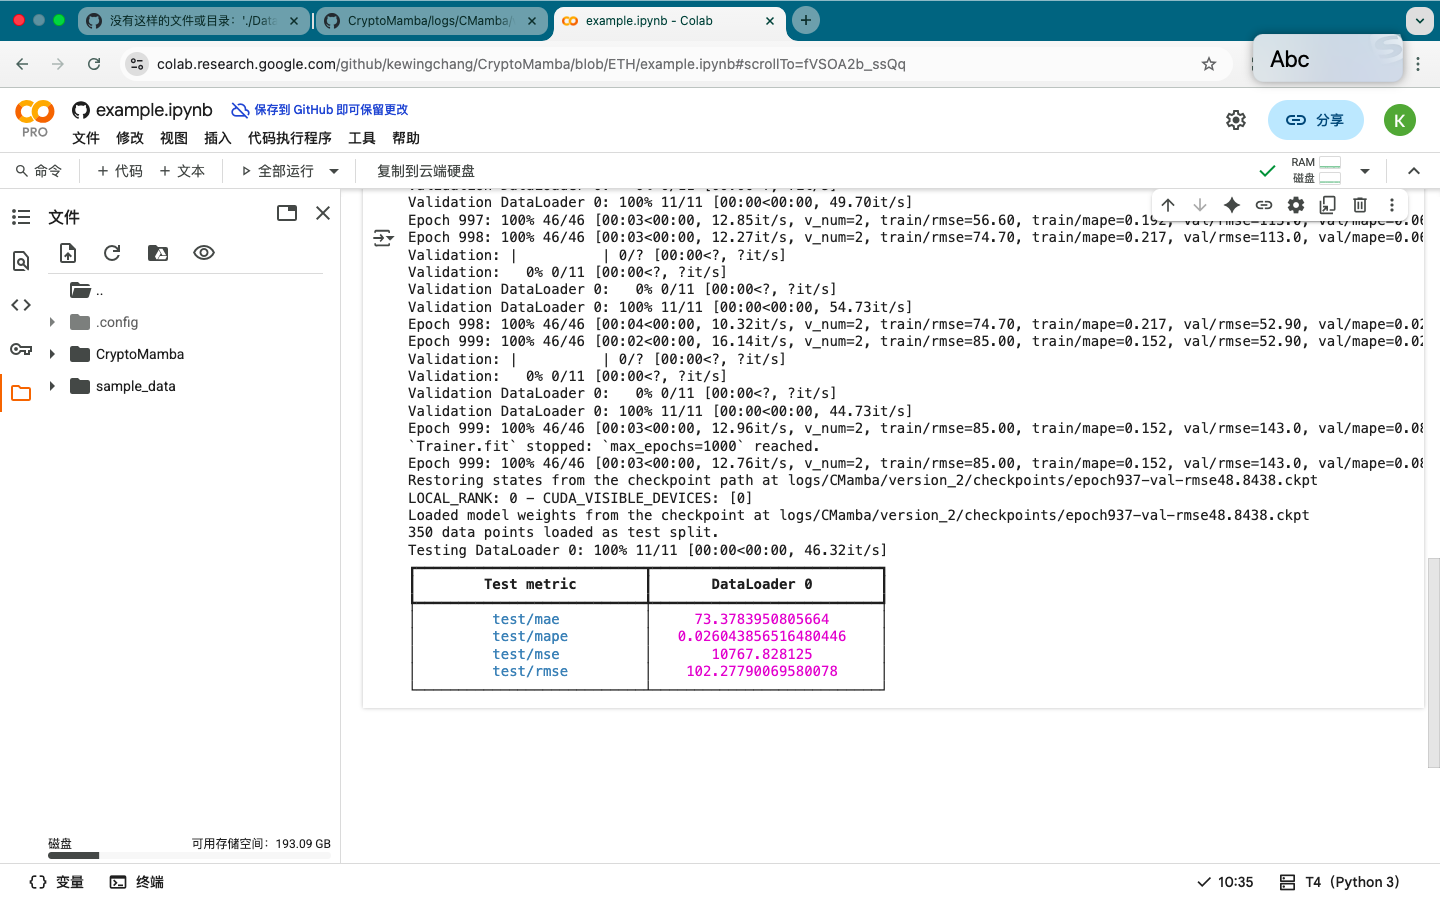 没有这样的文件或目录："./Data
CryptoMamba/logs/CMamba/
example.ipynb - Colab
colab.research.google.com/github/kewingchang/CryptoMamba/blob/ETH/example.ipynb#scrollTo=fVSOA2b_ssQq
Abc
PRO
example.ipynb
保存到 GitHub 即可保留更改
文件 修改 视图 插入 代码执行程序 工具 帮助
分享
K
命令 + 代码 + 文本 全部运行 复制到云端硬盘
RAM
磁盘
文件
..
.config
CryptoMamba
sample_data
Validation DataLoader 0: 0% 0/11 [00:00<?, ?it/s]
Validation DataLoader 0: 100% 11/11 [00:00<00:00, 49.70it/s]
Epoch 997: 100% 46/46 [00:03<00:00, 12.85it/s, v_num=2, train/rmse=56.60, train/mape=0.192, val/rmse=113.0, val/mape=0.06
Epoch 998: 100% 46/46 [00:03<00:00, 12.27it/s, v_num=2, train/rmse=74.70, train/mape=0.217, val/rmse=113.0, val/mape=0.06
Validation: | | 0/? [00:00<?, ?it/s]
Validation: 0% 0/11 [00:00<?, ?it/s]
Validation DataLoader 0: 0% 0/11 [00:00<?, ?it/s]
Validation DataLoader 0: 100% 11/11 [00:00<00:00, 54.73it/s]
Epoch 998: 100% 46/46 [00:04<00:00, 10.32it/s, v_num=2, train/rmse=74.70, train/mape=0.217, val/rmse=52.90, val/mape=0.02
Epoch 999: 100% 46/46 [00:02<00:00, 16.14it/s, v_num=2, train/rmse=85.00, train/mape=0.152, val/rmse=52.90, val/mape=0.02
Validation: | | 0/? [00:00<?, ?it/s]
Validation: 0% 0/11 [00:00<?, ?it/s]
Validation DataLoader 0: 0% 0/11 [00:00<?, ?it/s]
Validation DataLoader 0: 100% 11/11 [00:00<00:00, 44.73it/s]
Epoch 999: 100% 46/46 [00:03<00:00, 12.96it/s, v_num=2, train/rmse=85.00, train/mape=0.152, val/rmse=143.0, val/mape=0.08
`Trainer.fit` stopped: `max_epochs=1000` reached.
Epoch 999: 100% 46/46 [00:03<00:00, 12.76it/s, v_num=2, train/rmse=85.00, train/mape=0.152, val/rmse=143.0, val/mape=0.08
Restoring states from the checkpoint path at logs/CMamba/version_2/checkpoints/epoch937-val-rmse48.8438.ckpt
LOCAL_RANK: 0 - CUDA_VISIBLE_DEVICES: [0]
Loaded model weights from the checkpoint at logs/CMamba/version_2/checkpoints/epoch937-val-rmse48.8438.ckpt
350 data points loaded as test split.
Testing DataLoader 0: 100% 11/11 [00:00<00:00, 46.32it/s]
Test metric DataLoader 0
test/mae 73.3783950805664
test/mape 0.026043856516480446
test/mse 10767.828125
test/rmse 102.27790069580078
磁盘 可用存储空间：193.09 GB
变量 终端
10:35 T4 (Python 3)